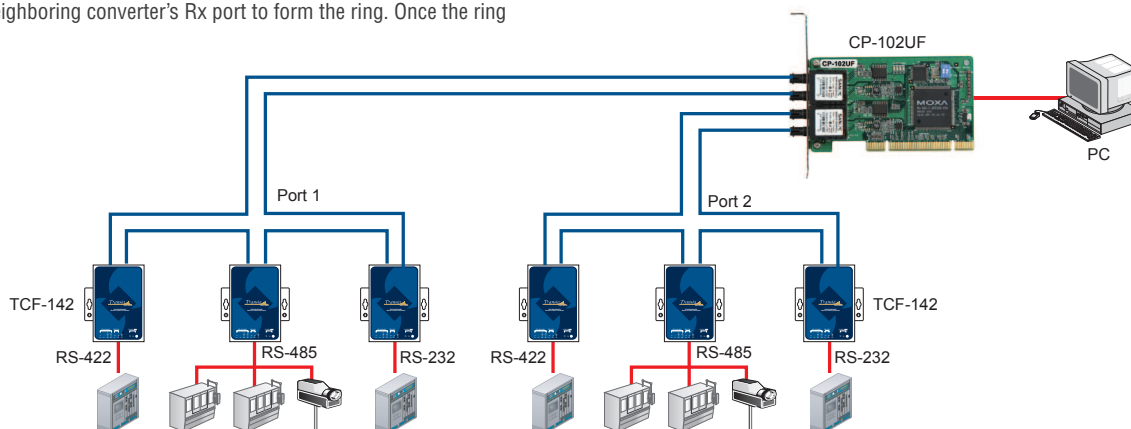 eighboring converter's Rx port to form the ring. Once the ring
CP-102UF
CP-102UF
MOXA
PC
Port 1
Port 2
TCF-142
TCF-142
RS-422
RS-485
RS-232
RS-422
RS-485
RS-232